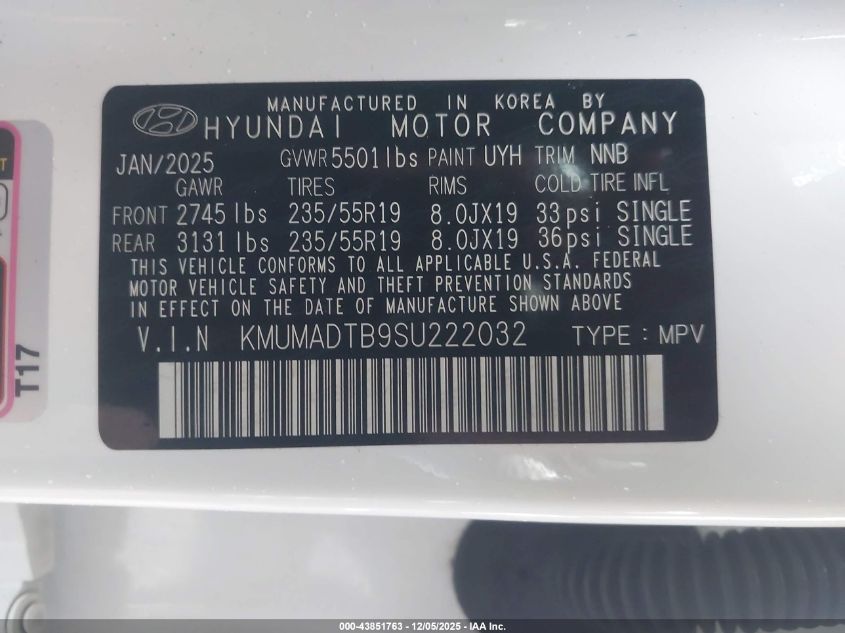 MANUFACTURED IN KOREA BY
HYUNDAI MOTOR COMPANY
JAN/2025 GVWR 5501 lbs PAINT UYH TRIM NNB
GAWR TIRES RIMS COLD TIRE INFL
FRONT 2745 lbs 235/55R19 8.0JX19 33psi SINGLE
REAR 3131 lbs 235/55R19 8.0JX19 36psi SINGLE
THIS VEHICLE CONFORMS TO ALL APPLICABLE U.S.A. FEDERAL
MOTOR VEHICLE SAFETY AND THEFT PREVENTION STANDARDS
IN EFFECT ON THE DATE OF MANUFACTURE SHOWN ABOVE
V.I.N KMUMADTB9SU222032 TYPE : MPV
T17
000-43851763 - 12/05/2025 - IAA Inc.